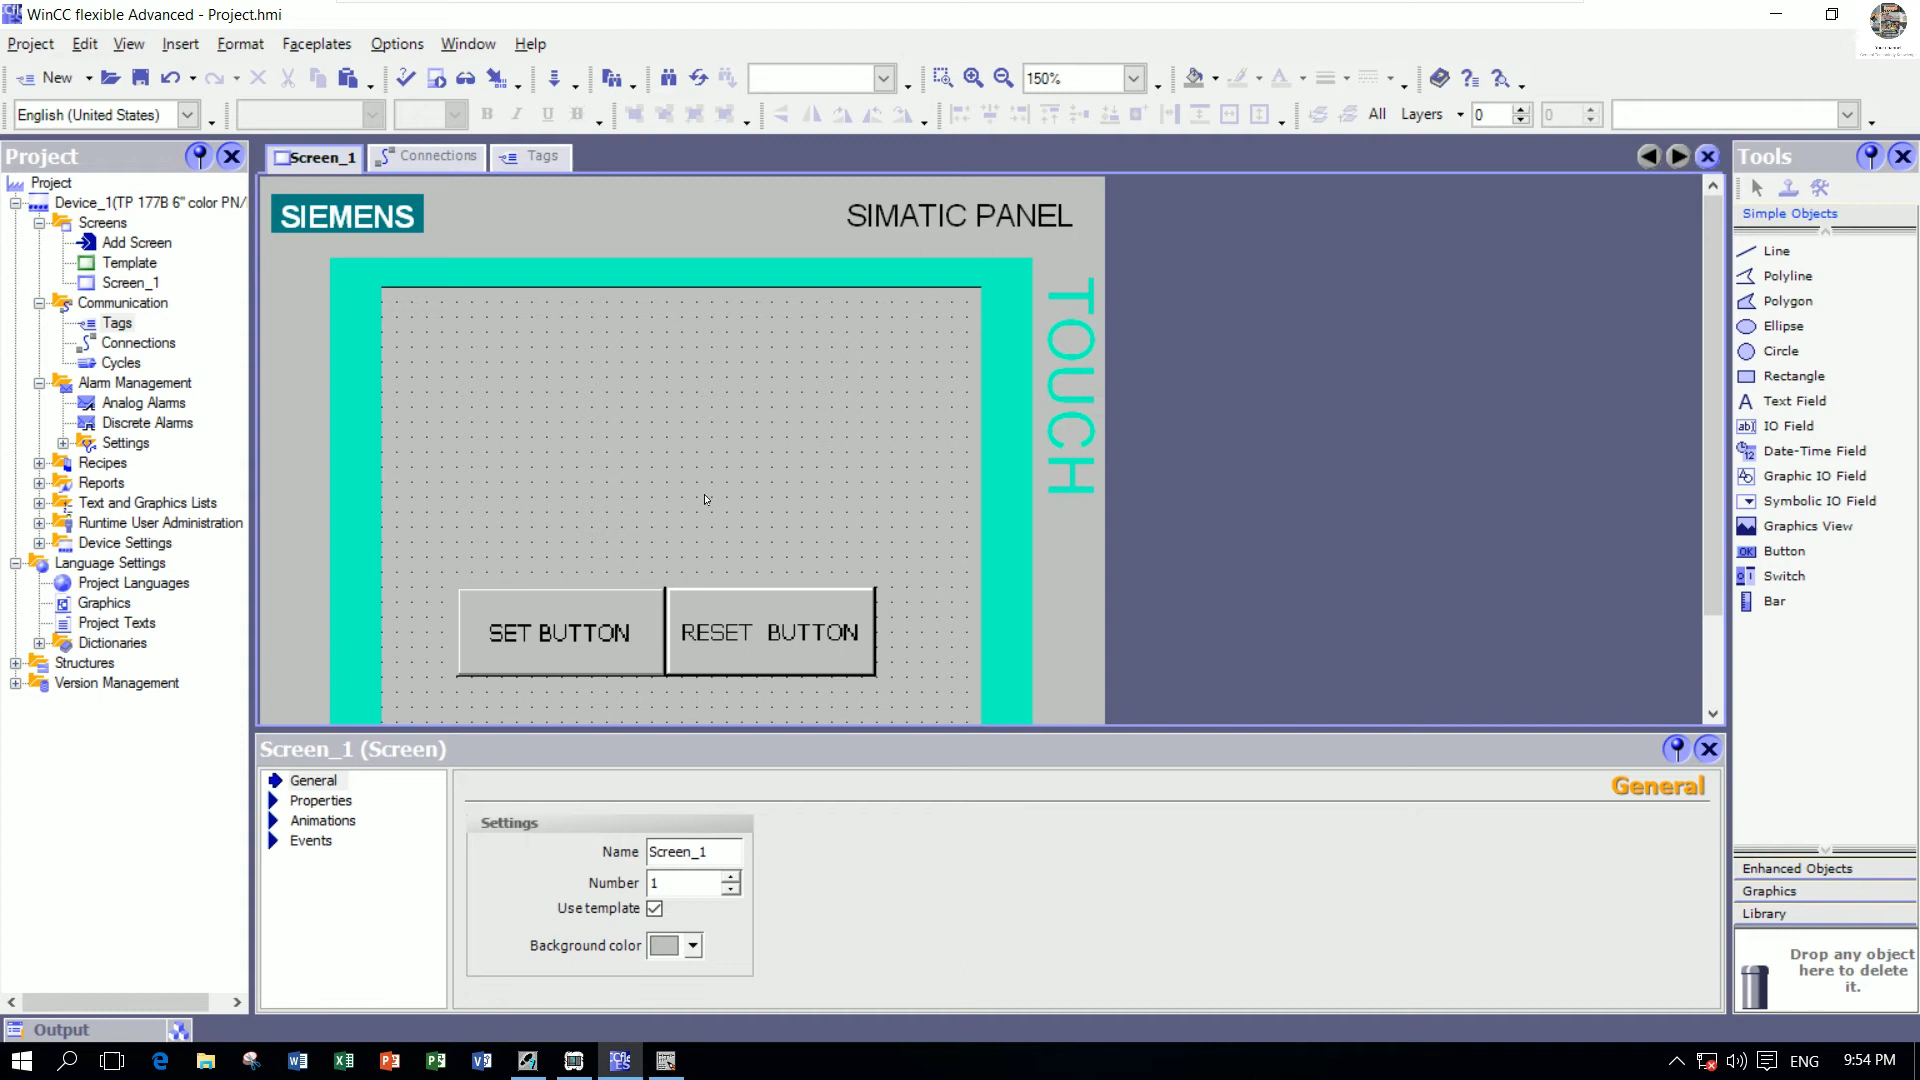 WinCC flexible Advanced - Project.hmi
Project Edit View Insert Format Faceplates Options Window Help
New 150%
English (United States) B I U B All Layers 0 0
Project
Screen_1 Connections Tags
Tools
Project
Device_1(TP 177B 6" color PN/
Screens
Add Screen
Template
Screen_1
Communication
Tags
Connections
Cycles
Alarm Management
Analog Alarms
Discrete Alarms
Settings
Recipes
Reports
Text and Graphics Lists
Runtime User Administration
Device Settings
Language Settings
Project Languages
Graphics
Project Texts
Dictionaries
Structures
Version Management
Output
SIEMENS
SIMATIC PANEL
TOUCH
SET BUTTON
RESET BUTTON
Screen_1 (Screen)
General
Properties
Animations
Events
General
Settings
Name Screen_1
Number 1
Use template
Background color
Simple Objects
Line
Polyline
Polygon
Ellipse
Circle
Rectangle
Text Field
IO Field
Date-Time Field
Graphic IO Field
Symbolic IO Field
Graphics View
Button
Switch
Bar
Enhanced Objects
Graphics
Library
Drop any object
here to delete
it.
ENG 9:54 PM